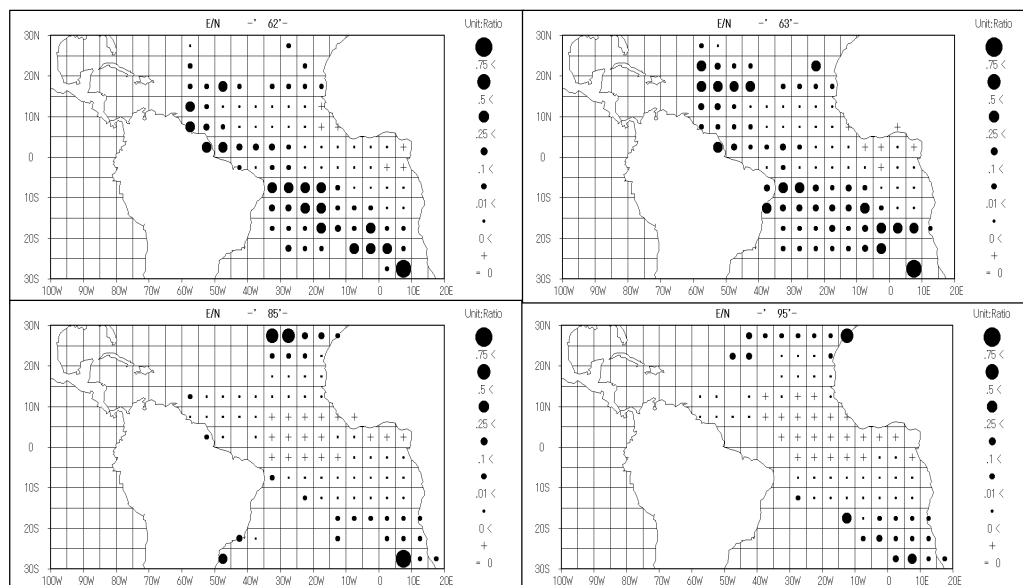 E/N -° 62°- Unit:Ratio
30N
20N
10N
0
10S
20S
30S
100W 90W 80W 70W 60W 50W 40W 30W 20W 10W 0 10E 20E
.75 <
.5 <
.25 <
.1 <
.01 <
0 <
= 0
E/N -° 63°- Unit:Ratio
30N
20N
10N
0
10S
20S
30S
100W 90W 80W 70W 60W 50W 40W 30W 20W 10W 0 10E 20E
.75 <
.5 <
.25 <
.1 <
.01 <
0 <
= 0
E/N -° 85°- Unit:Ratio
30N
20N
10N
0
10S
20S
30S
100W 90W 80W 70W 60W 50W 40W 30W 20W 10W 0 10E 20E
.75 <
.5 <
.25 <
.1 <
.01 <
0 <
= 0
E/N -° 95°- Unit:Ratio
30N
20N
10N
0
10S
20S
30S
100W 90W 80W 70W 60W 50W 40W 30W 20W 10W 0 10E 20E
.75 <
.5 <
.25 <
.1 <
.01 <
0 <
= 0